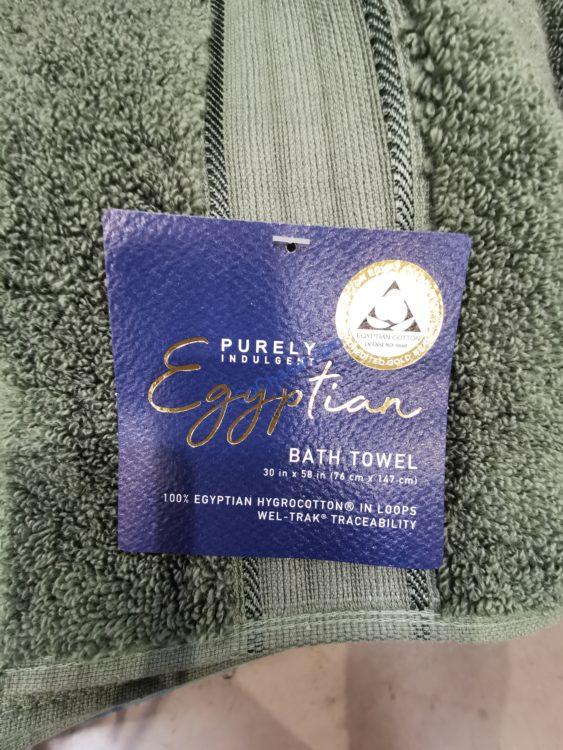 EGYPTIAN COTTON
PURELY
INDULGENT
Egyptian
BATH TOWEL
30 in x 58 in (76 cm x 147 cm)
100% EGYPTIAN HYGROCOTTON® IN LOOPS
WEL-TRAK® TRACEABILITY